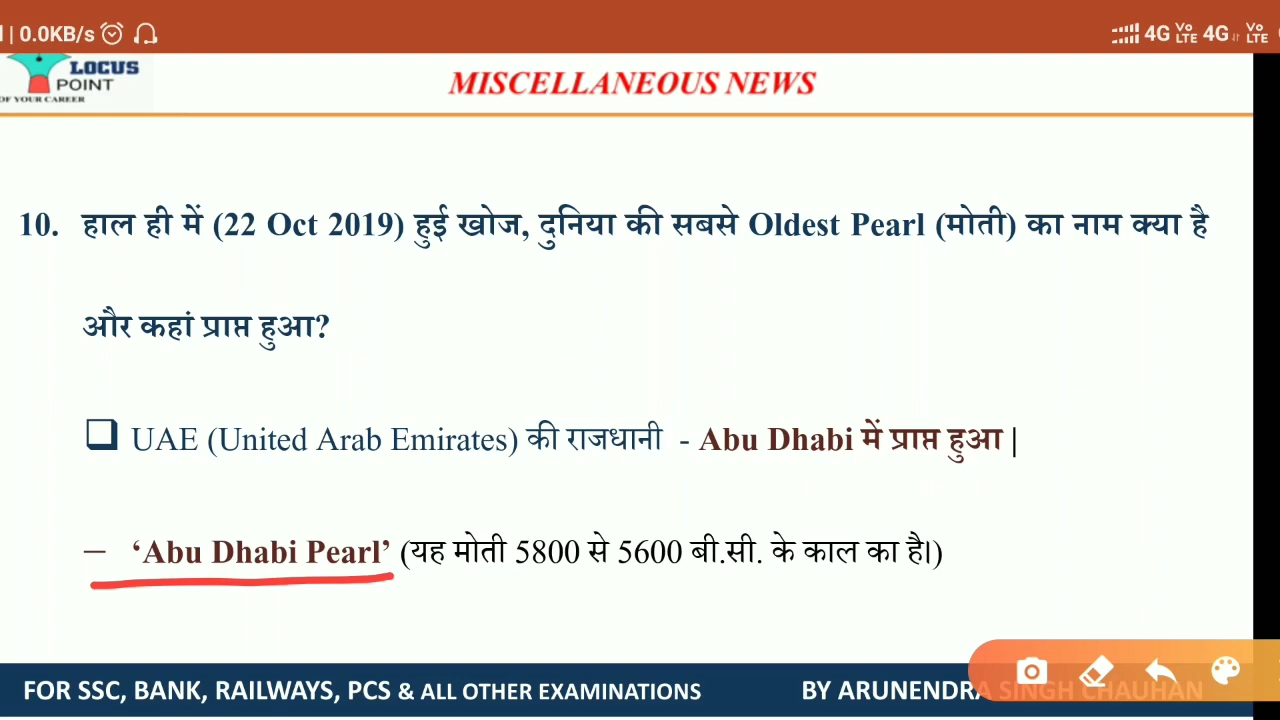 | 0.0KB/s 4G Vo LTE 4G Vo LTE
LOCUS
POINT
OF YOUR CAREER
MISCELLANEOUS NEWS
10. हाल ही में (22 Oct 2019) हुई खोज, दुनिया की सबसे Oldest Pearl (मोती) का नाम क्या है
और कहां प्राप्त हुआ?
UAE (United Arab Emirates) की राजधानी - Abu Dhabi में प्राप्त हुआ |
– ‘Abu Dhabi Pearl’ (यह मोती 5800 से 5600 बी.सी. के काल का है।)
FOR SSC, BANK, RAILWAYS, PCS & ALL OTHER EXAMINATIONS
BY ARUNENDRA SINGH CHAUHAN